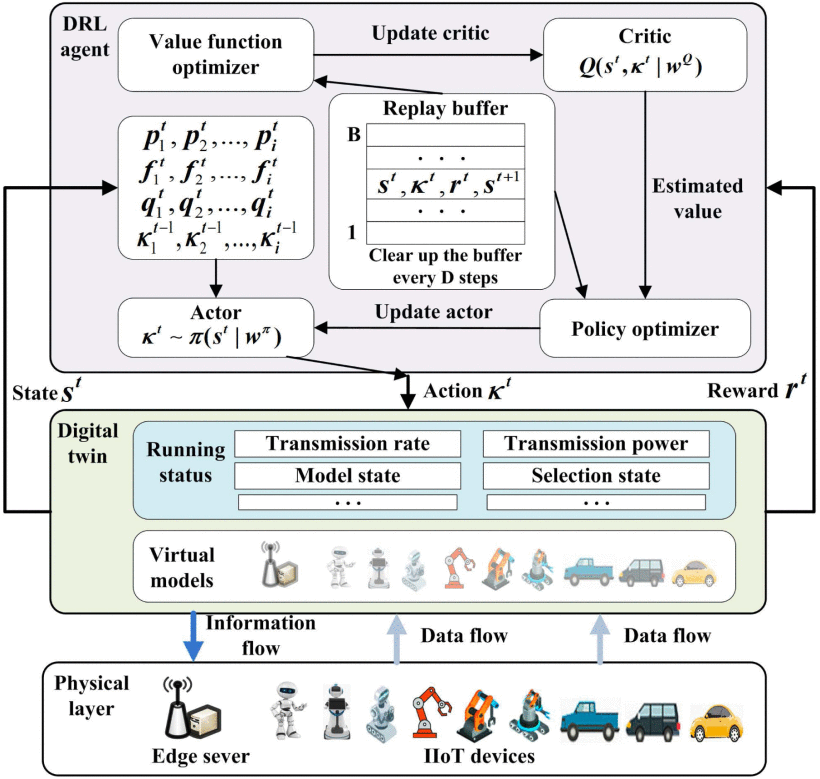 DRL
agent
Value function
optimizer
Update critic
Critic
Q(s^t, κ^t | w^Q)
Replay buffer
B
. . .
s^t, κ^t, r^t, s^{t+1}
. . .
1
Clear up the buffer
every D steps
p_1^t, p_2^t, ..., p_i^t
f_1^t, f_2^t, ..., f_i^t
q_1^t, q_2^t, ..., q_i^t
κ_1^{t-1}, κ_2^{t-1}, ..., κ_i^{t-1}
Estimated
value
Actor
κ^t ~ π(s^t | w^π)
Update actor
Policy optimizer
State s^t
Action κ^t
Reward r^t
Digital
twin
Running
status
Transmission rate
Transmission power
Model state
Selection state
. . .
. . .
Virtual
models
Information
flow
Data flow
Data flow
Physical
layer
Edge sever
IIoT devices